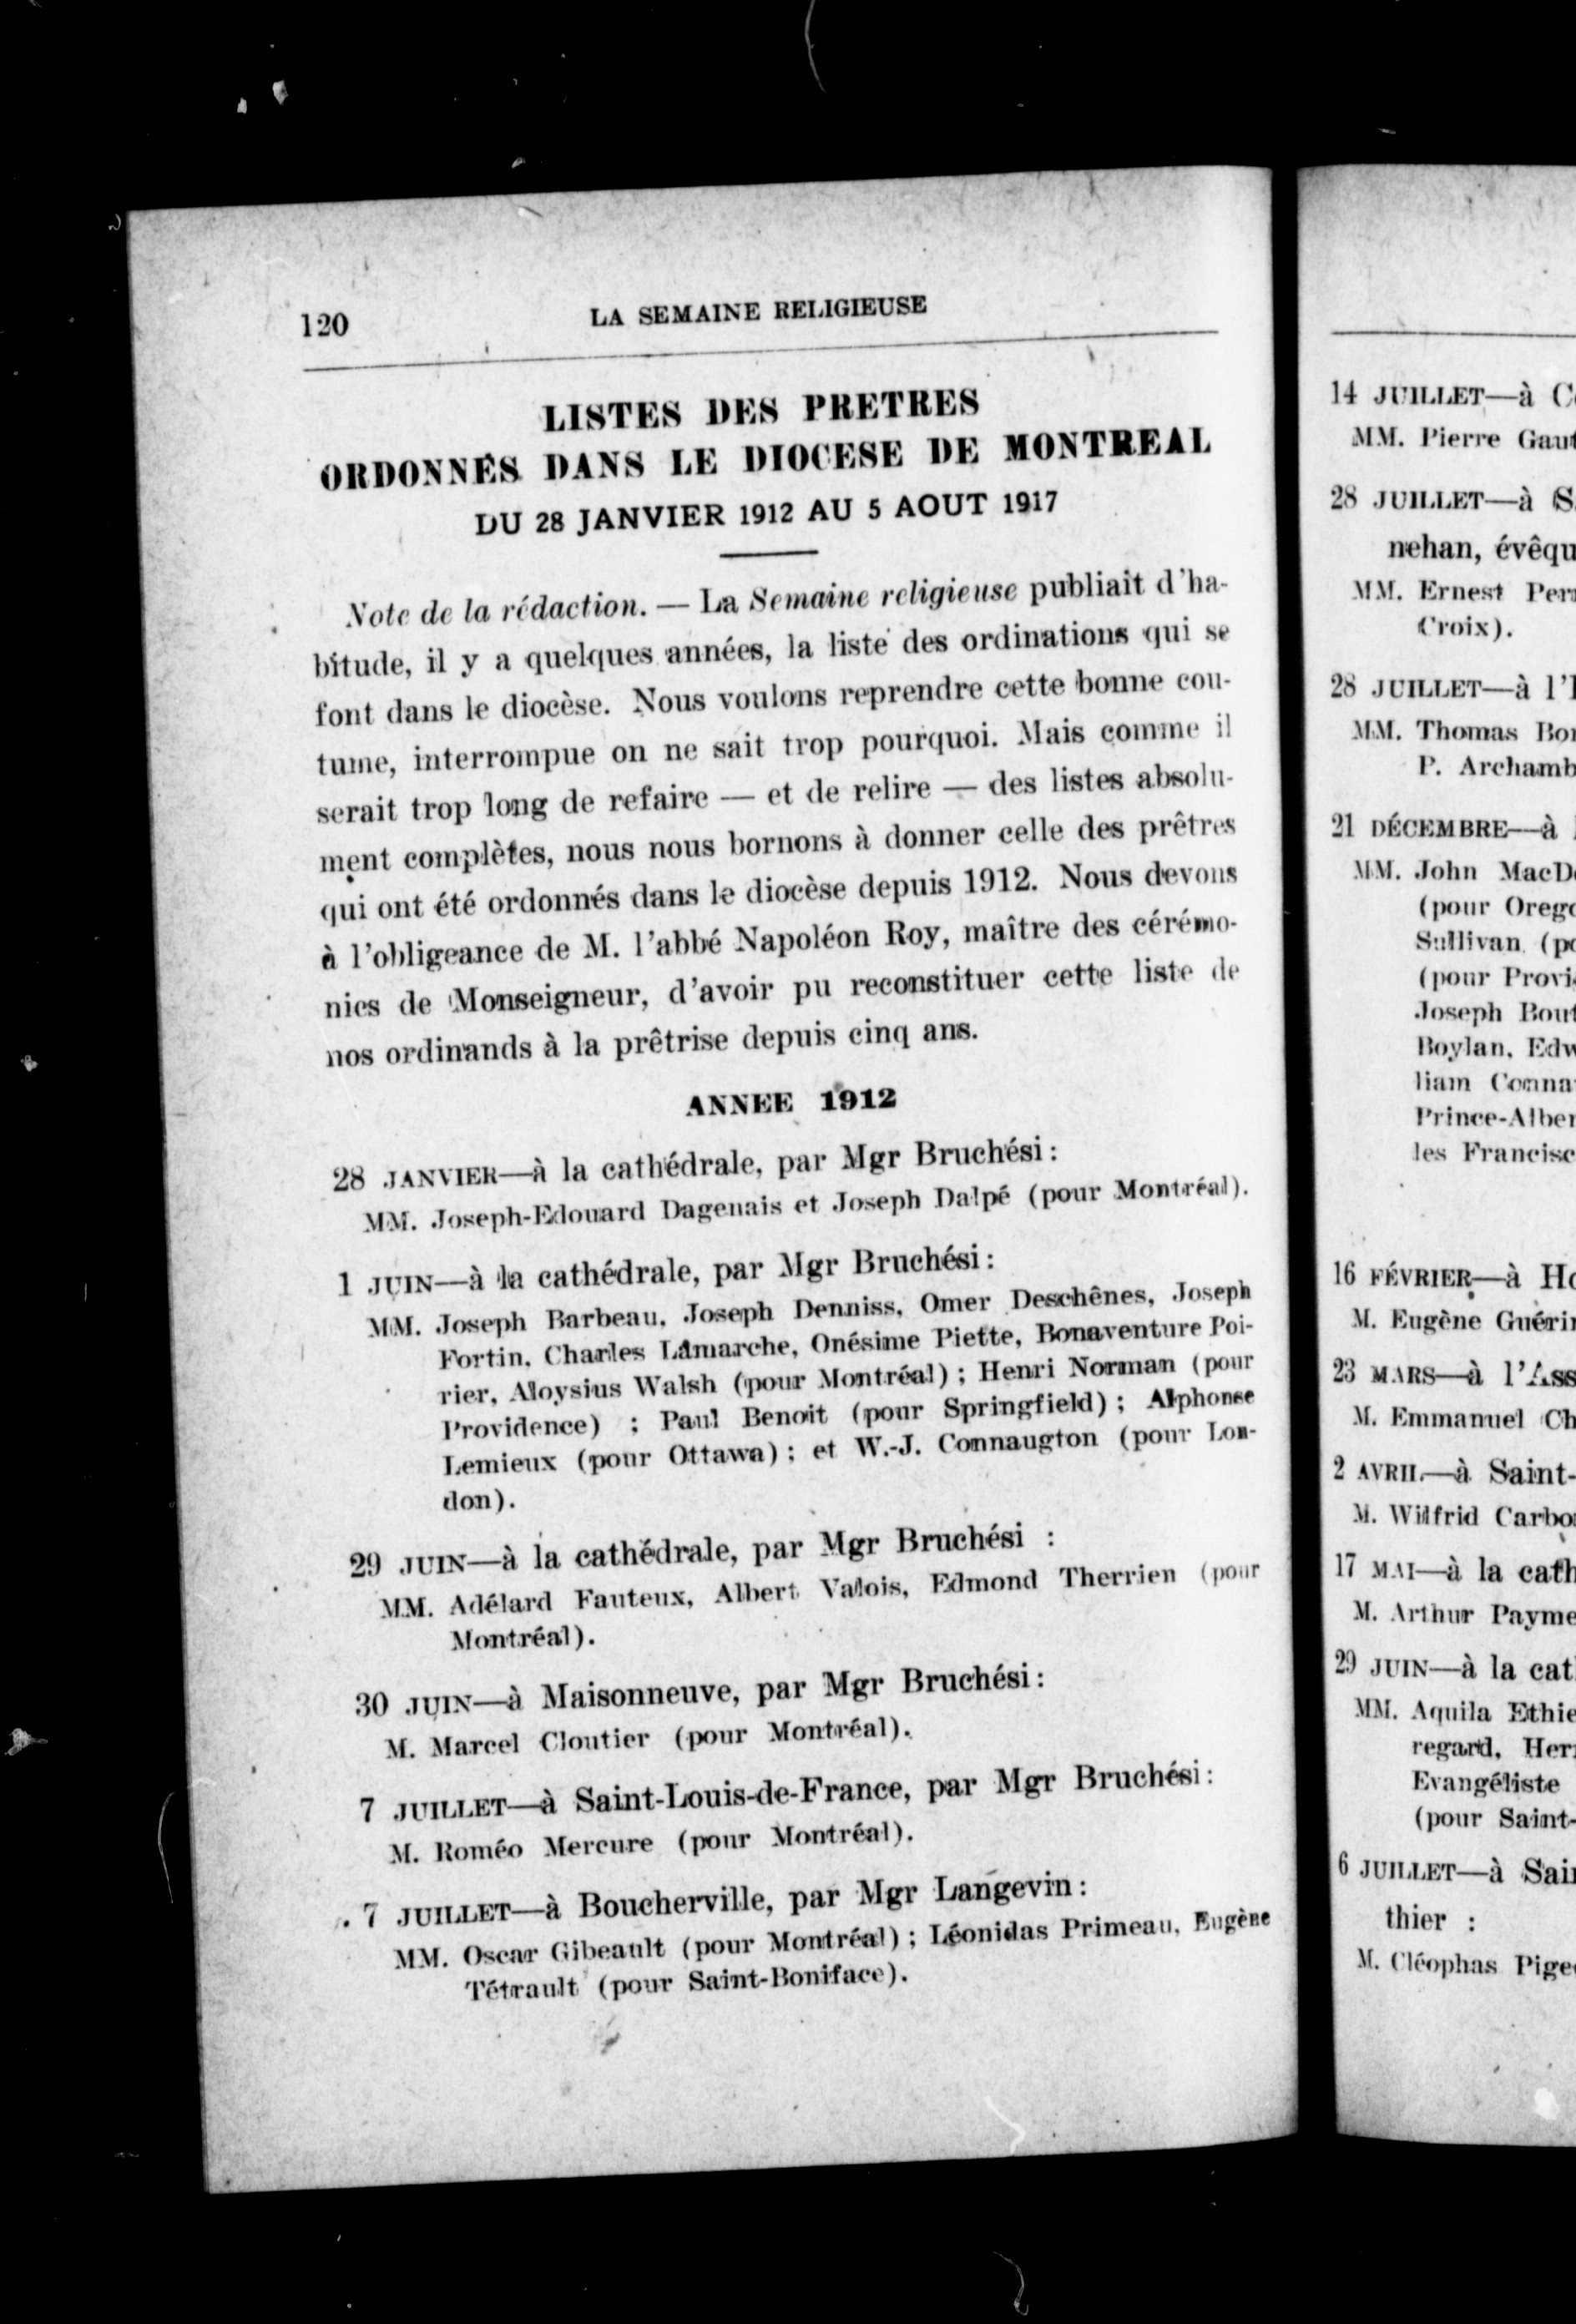 120
LA SEMAINE RELIGIEUSE
LISTES DES PRETRES
ORDONNÉS DANS LE DIOCESE DE MONTREAL
DU 28 JANVIER 1912 AU 5 AOUT 1917
Note de la rédaction. — La Semaine religieuse publiait d'ha-
bitude, il y a quelques années, la liste des ordinations qui se
font dans le diocèse. Nous voulons reprendre cette bonne cou-
tume, interrompue on ne sait trop pourquoi. Mais comme il
serait trop long de refaire — et de relire — des listes absolu-
ment complètes, nous nous bornons à donner celle des prêtres
qui ont été ordonnés dans le diocèse depuis 1912. Nous devons
à l'obligeance de M. l'abbé Napoléon Roy, maître des cérémo-
nies de Monseigneur, d'avoir pu reconstituer cette liste de
nos ordinands à la prêtrise depuis cinq ans.
ANNEE 1912
28 JANVIER—à la cathédrale, par Mgr Bruchési:
MM. Joseph-Edouard Dagenais et Joseph Dalpé (pour Montréal).
1 JUIN—à la cathédrale, par Mgr Bruchési:
MM. Joseph Barbeau, Joseph Denniss, Omer Deschênes, Joseph
Fortin, Charles Lamarche, Onésime Piette, Bonaventure Poi-
rier, Aloysius Walsh (pour Montréal) ; Henri Norman (pour
Providence) ; Paul Benoit (pour Springfield) ; Alphonse
Lemieux (pour Ottawa) ; et W.-J. Connaugton (pour Lon-
don).
29 JUIN—à la cathédrale, par Mgr Bruchési :
MM. Adélard Fauteux, Albert Valois, Edmond Therrien (pour
Montréal).
30 JUIN—à Maisonneuve, par Mgr Bruchési:
M. Marcel Cloutier (pour Montréal).
7 JUILLET—à Saint-Louis-de-France, par Mgr Bruchési:
M. Roméo Mercure (pour Montréal).
7 JUILLET—à Boucherville, par Mgr Langevin:
MM. Oscar Gibeault (pour Montréal) ; Léonidas Primeau, Eugène
Tétrault (pour Saint-Boniface).
14 JUILLET—à
MM. Pierre
28 JUILLET—à
nehan,
MM. Ernest
Croix).
28 JUILLET—à
MM. Thomas
P.
21 DÉCEMBRE—à
MM. John
(pour
Sullivan
(pour
Joseph
Boylan,
liam
les
16 FÉVRIER—à
M. Eugène
23 MARS—à
M. Emmanuel
2 AVRIL—à Saint-
M. Wilfrid
17 MAI—à la
M. Arthur
29 JUIN—à la
MM. Aquila
regard,
Evangéliste
(pour Saint-
6 JUILLET—à
thier :
M. Cléophas